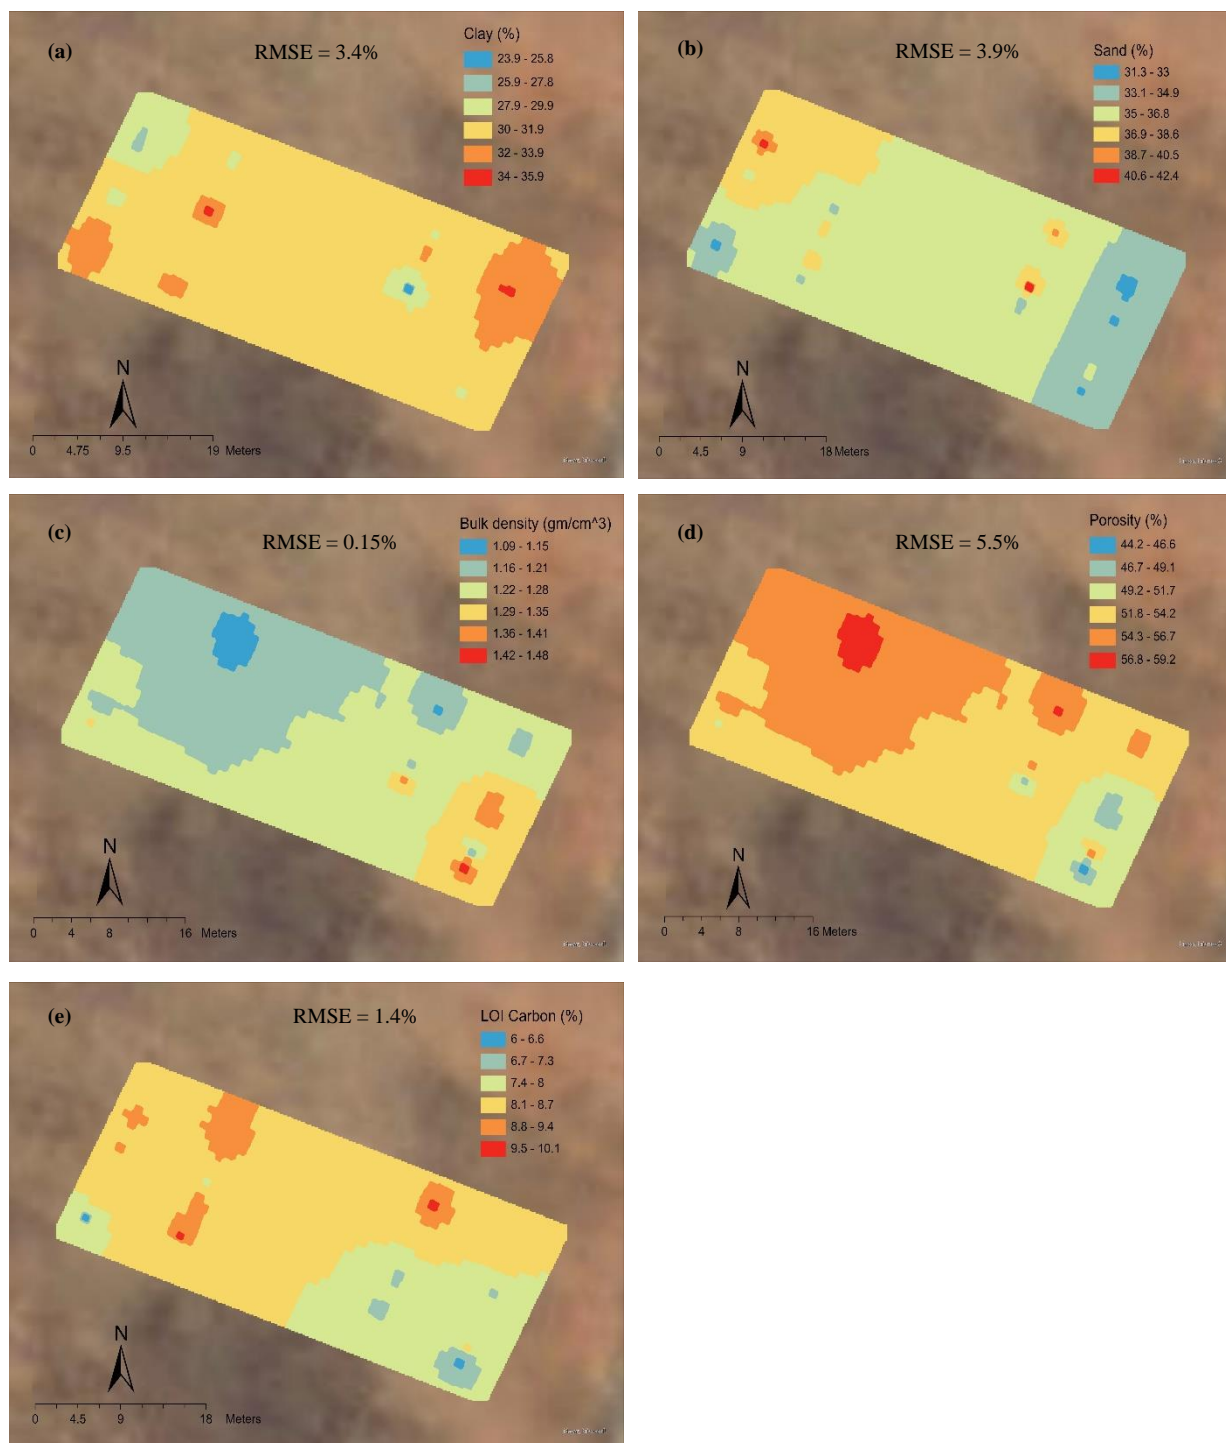 (a)
RMSE = 3.4%
Clay (%)
23.9 - 25.8
25.9 - 27.8
27.9 - 29.9
30 - 31.9
32 - 33.9
34 - 35.9
N
0 4.75 9.5 19 Meters
(b)
RMSE = 3.9%
Sand (%)
31.3 - 33
33.1 - 34.9
35 - 36.8
36.9 - 38.6
38.7 - 40.5
40.6 - 42.4
N
0 4.5 9 18 Meters
(c)
RMSE = 0.15%
Bulk density (gm/cm^3)
1.09 - 1.15
1.16 - 1.21
1.22 - 1.28
1.29 - 1.35
1.36 - 1.41
1.42 - 1.48
N
0 4 8 16 Meters
(d)
RMSE = 5.5%
Porosity (%)
44.2 - 46.6
46.7 - 49.1
49.2 - 51.7
51.8 - 54.2
54.3 - 56.7
56.8 - 59.2
N
0 4 8 16 Meters
(e)
RMSE = 1.4%
LOI Carbon (%)
6 - 6.6
6.7 - 7.3
7.4 - 8
8.1 - 8.7
8.8 - 9.4
9.5 - 10.1
N
0 4.5 9 18 Meters